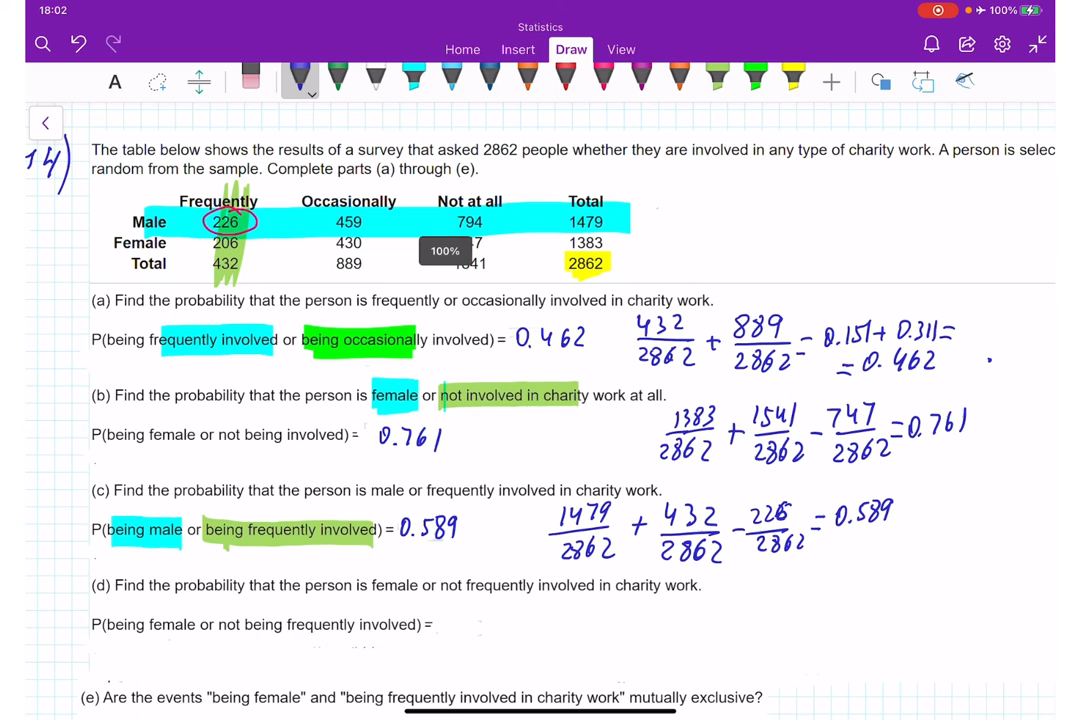 18:02
100%
Statistics
Home Insert Draw View
A
14)
The table below shows the results of a survey that asked 2862 people whether they are involved in any type of charity work. A person is selec
random from the sample. Complete parts (a) through (e).
Frequently Occasionally Not at all Total
Male 226 459 794 1479
Female 206 430 1383
Total 432 889 2862
100%
(a) Find the probability that the person is frequently or occasionally involved in charity work.
P(being frequently involved or being occasionally involved) = 0.462
432/2862 + 889/2862 = 0.151 + 0.311 =
= 0.462
(b) Find the probability that the person is female or not involved in charity work at all.
P(being female or not being involved) = 0.761
1383/2862 + 1541/2862 - 747/2862 = 0.761
(c) Find the probability that the person is male or frequently involved in charity work.
P(being male or being frequently involved) = 0.589
1479/2862 + 432/2862 - 226/2862 = 0.589
(d) Find the probability that the person is female or not frequently involved in charity work.
P(being female or not being frequently involved) =
(e) Are the events "being female" and "being frequently involved in charity work" mutually exclusive?